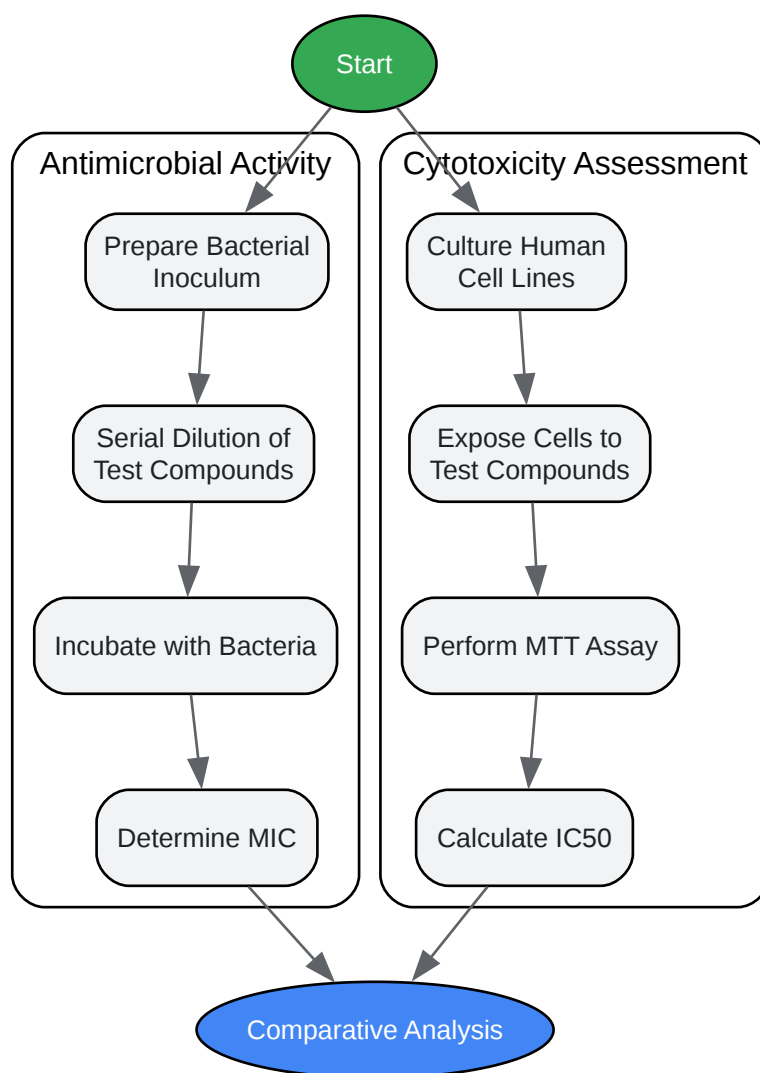 Start
Antimicrobial Activity
Prepare Bacterial
Inoculum
Serial Dilution of
Test Compounds
Incubate with Bacteria
Determine MIC
Cytotoxicity Assessment
Culture Human
Cell Lines
Expose Cells to
Test Compounds
Perform MTT Assay
Calculate IC50
Comparative Analysis